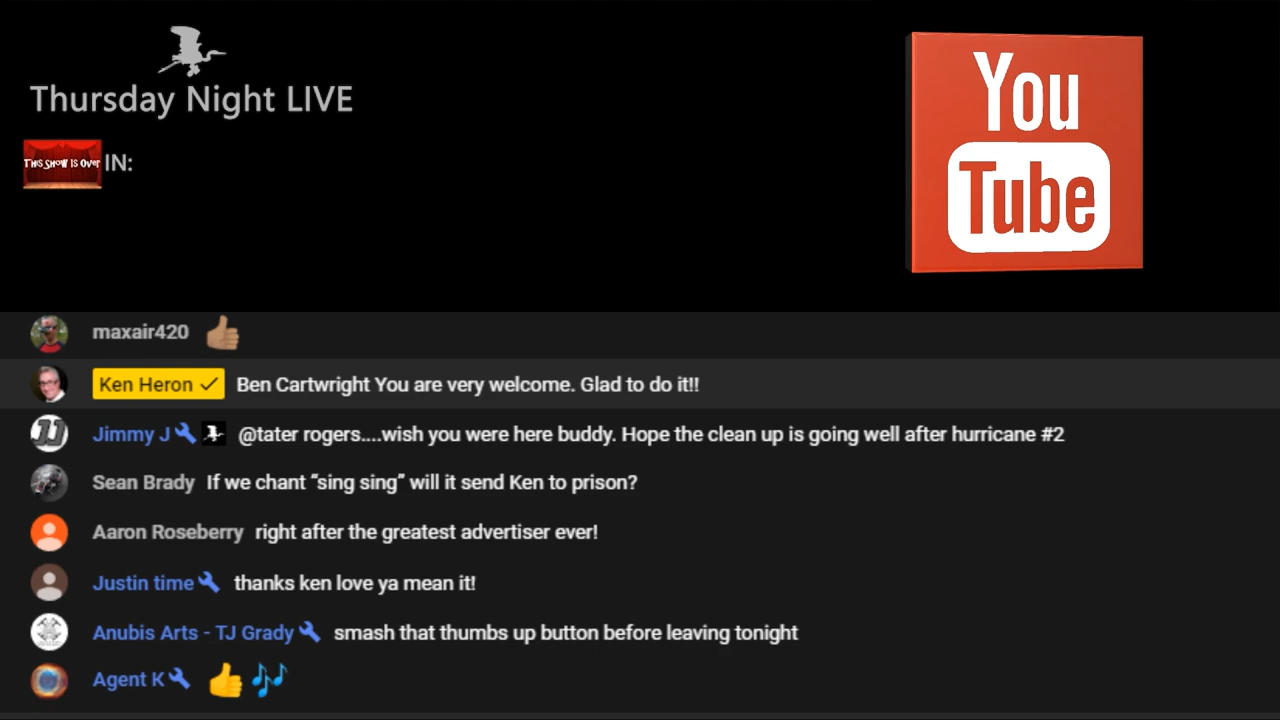 Thursday Night LIVE
THIS SHOW IS OVER IN:
You
Tube
maxair420 👍🏽
Ken Heron ✓ Ben Cartwright You are very welcome. Glad to do it!!
JJ
Jimmy J @tater rogers....wish you were here buddy. Hope the clean up is going well after hurricane #2
Sean Brady If we chant “sing sing” will it send Ken to prison?
Aaron Roseberry right after the greatest advertiser ever!
Justin time thanks ken love ya mean it!
Anubis Arts - TJ Grady smash that thumbs up button before leaving tonight
Agent K 👍 🎶